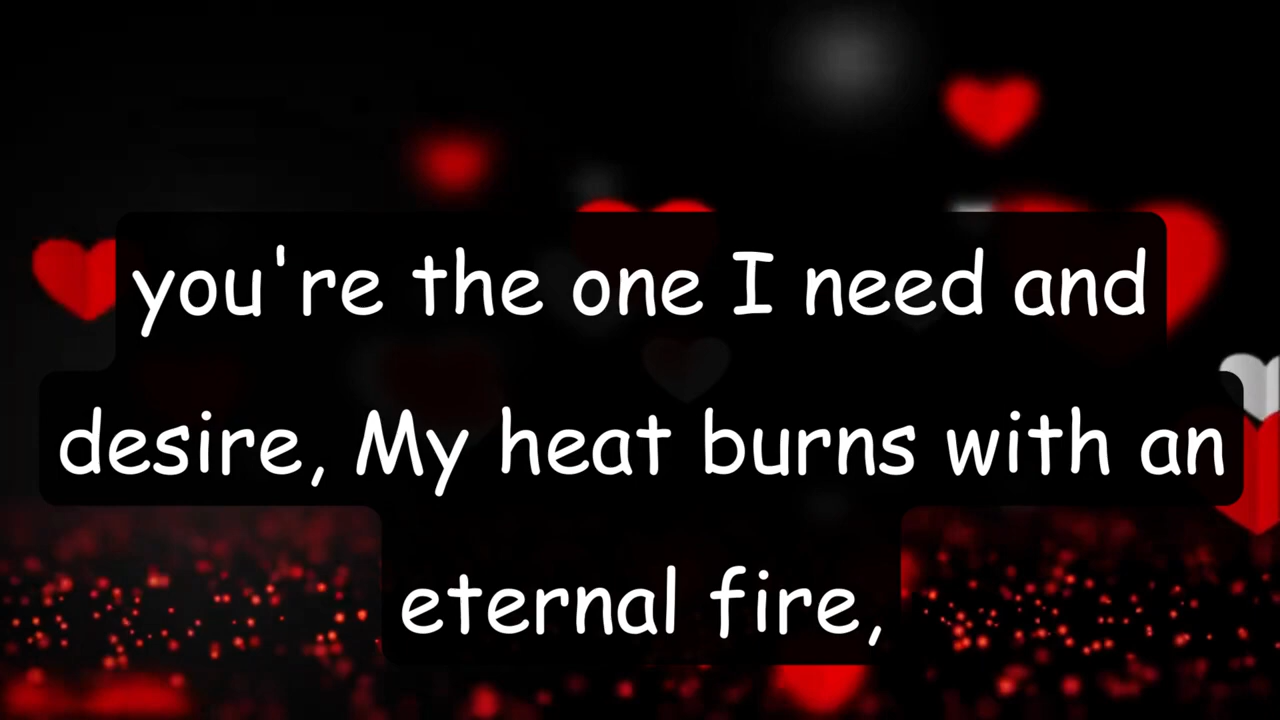 you're the one I need and
desire, My heat burns with an
eternal fire,